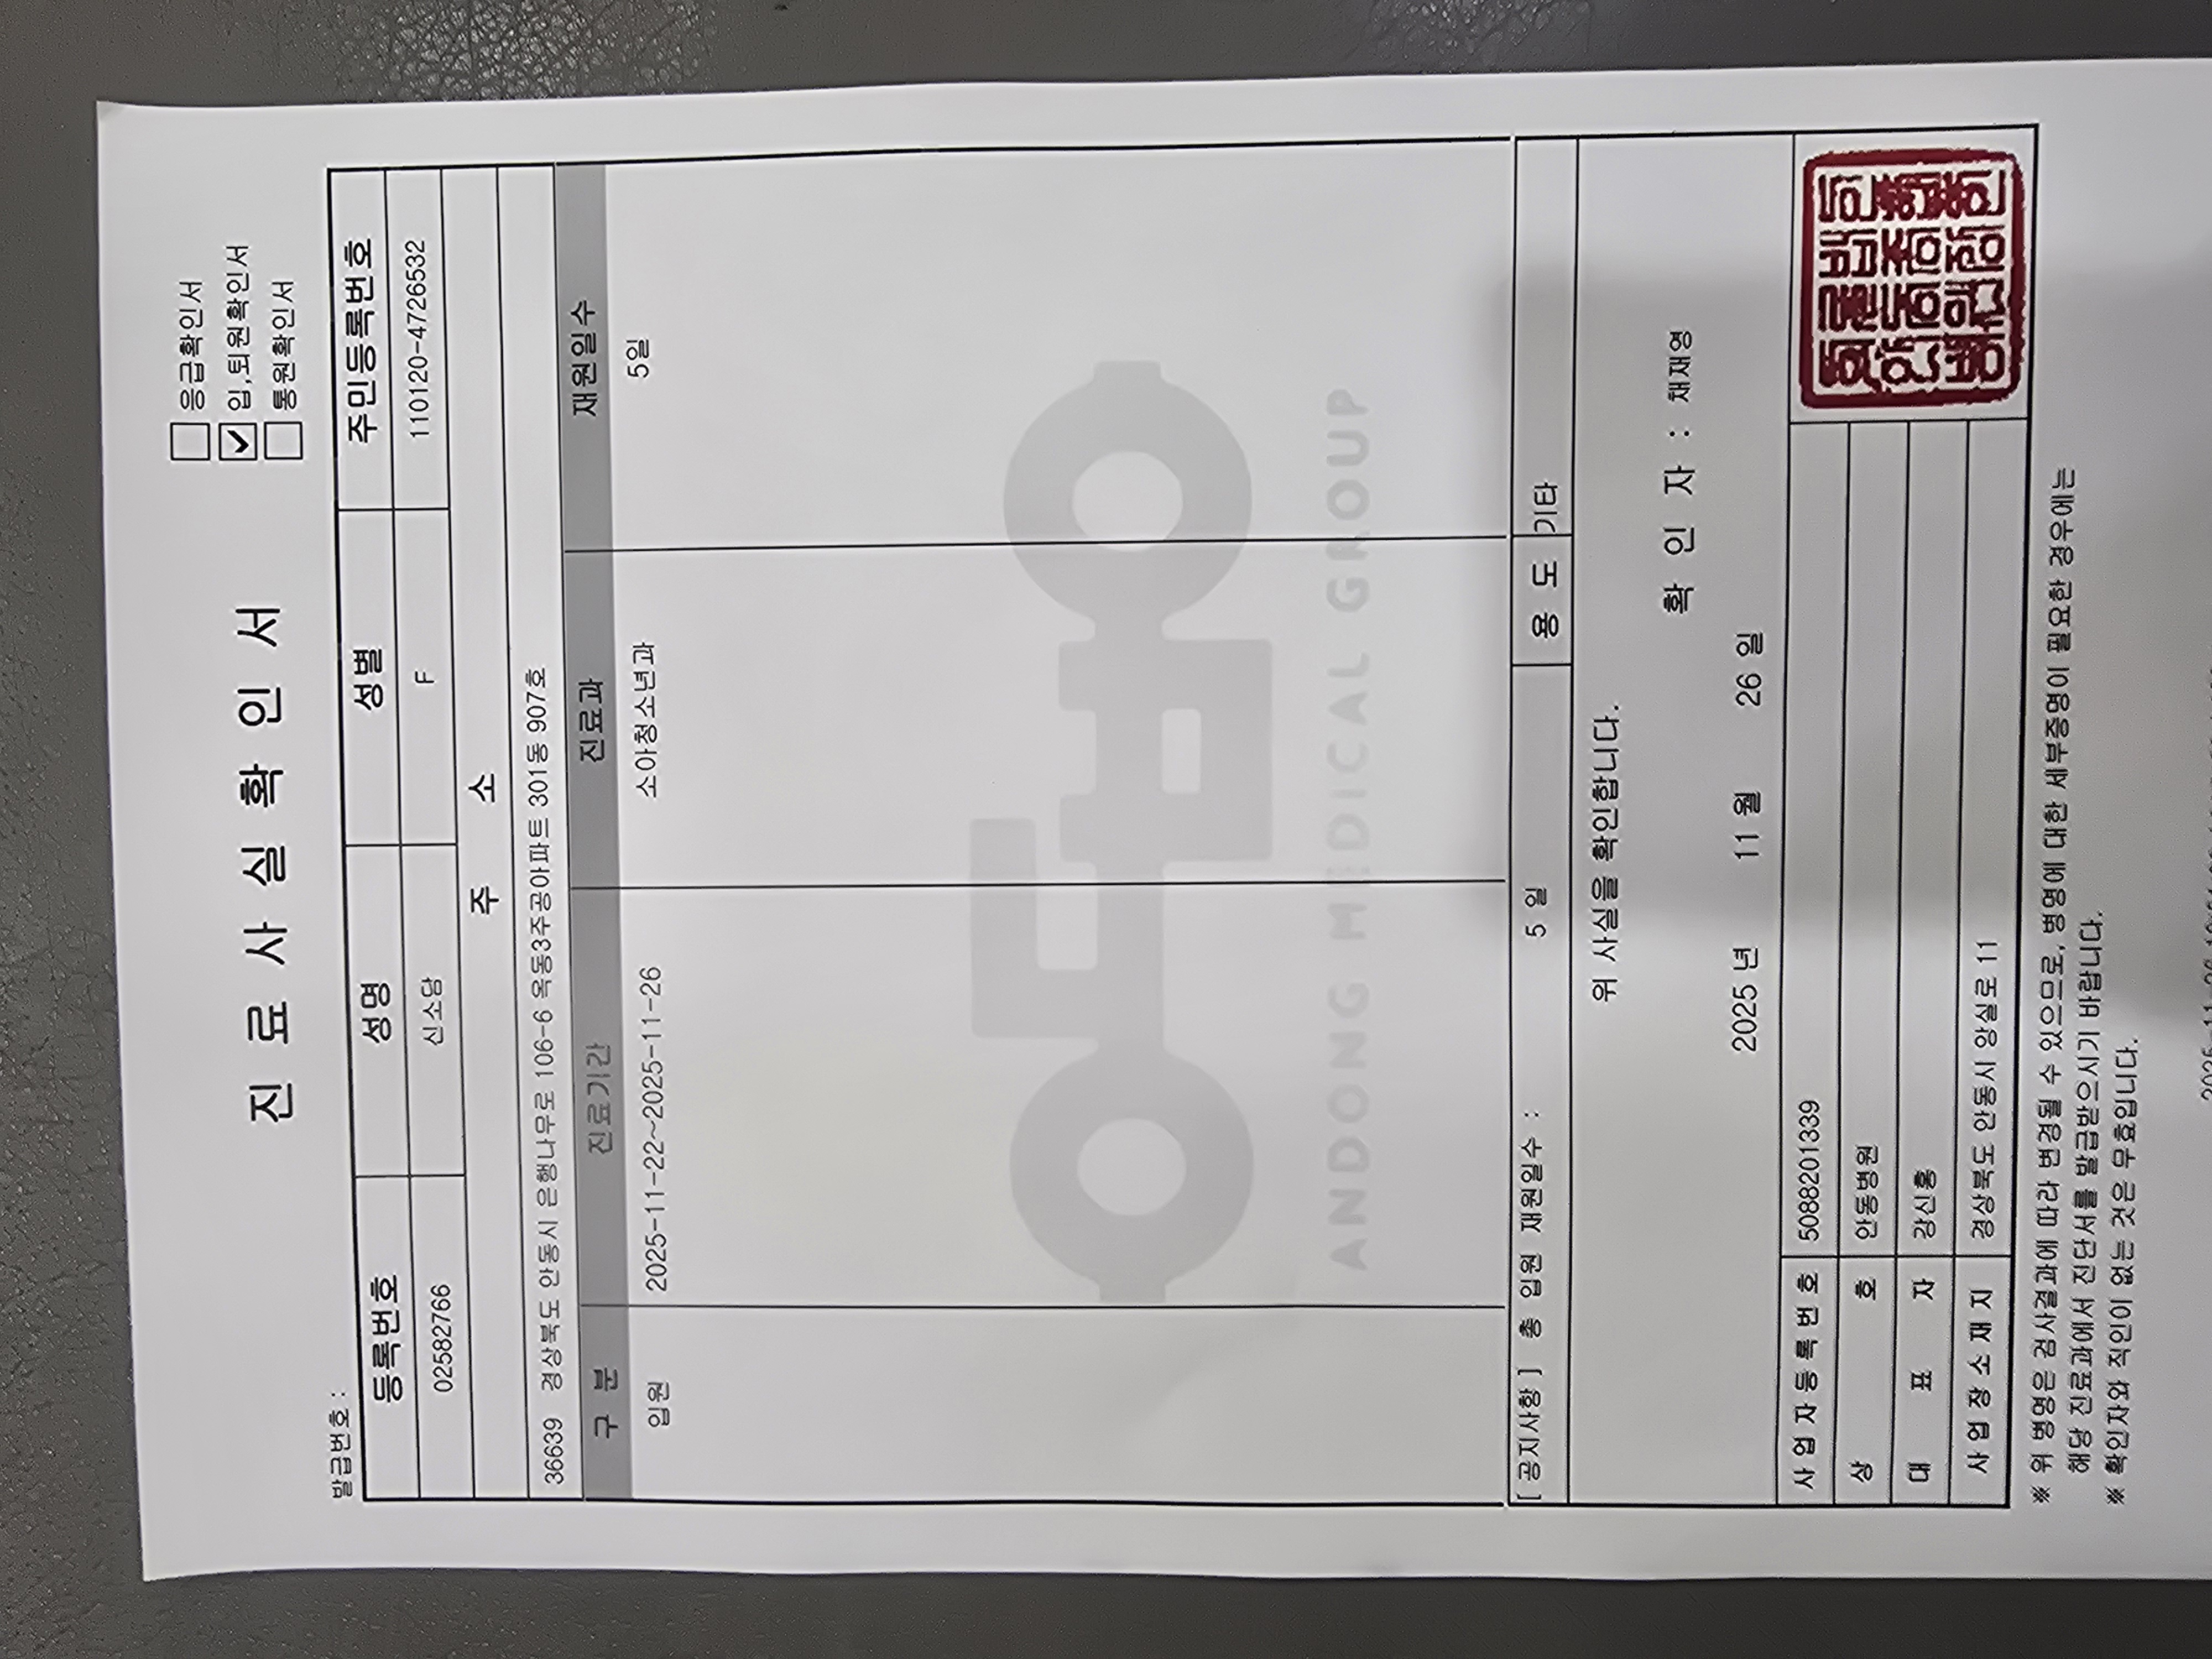 진 료 사 실 확 인 서
응급확인서
입,퇴원확인서
통원확인서
발급번호 :
등록번호 성명 성별 주민등록번호
02582766 신소담 F 110120-4726532
주 소
36639 경상북도 안동시 은행나무로 106-6 옥동3주공아파트 301동 907호
구 분 진료기간 진료과 재원일수
입원 2025-11-22~2025-11-26 소아청소년과 5일
ANDONG MEDICAL GROUP
[ 공지사항 ] 총 입원 재원일수 : 5 일 용 도 기타
위 사실을 확인합니다.
확 인 자 : 채재영
2025 년 11 월 26 일
사 업 자 등 록 번 호 5088201339
상 호 안동병원
대 표 자 강신홍
사 업 장 소 재 지 경상북도 안동시 앙실로 11
※ 위 병명은 검사결과에 따라 변경될 수 있으므로, 병명에 대한 세부증명이 필요한 경우에는
해당 진료과에서 진단서를 발급받으시기 바랍니다.
※ 확인자와 직인이 없는 것은 무효입니다.